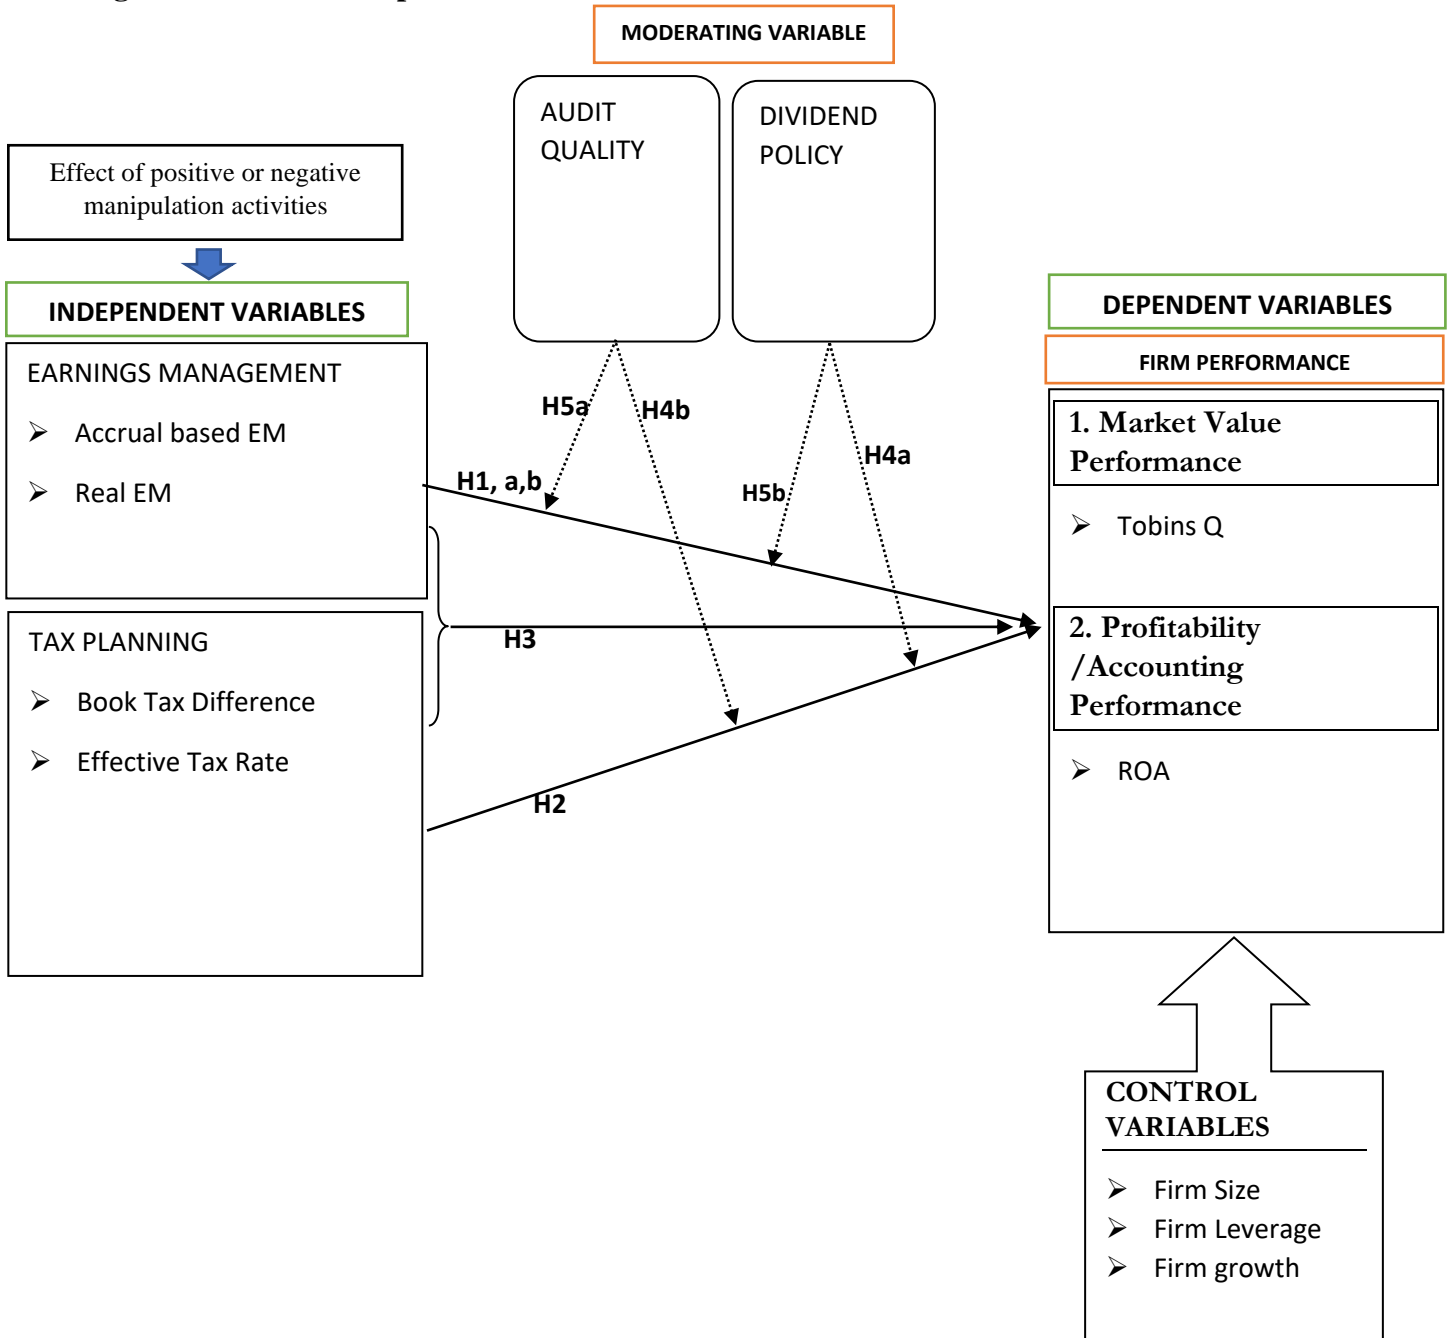 MODERATING VARIABLE
AUDIT
QUALITY
DIVIDEND
POLICY
Effect of positive or negative
manipulation activities
INDEPENDENT VARIABLES
EARNINGS MANAGEMENT
➢ Accrual based EM
➢ Real EM
TAX PLANNING
➢ Book Tax Difference
➢ Effective Tax Rate
H5a
H4b
H4a
H1, a,b
H5b
H3
H2
DEPENDENT VARIABLES
FIRM PERFORMANCE
1. Market Value
Performance
➢ Tobins Q
2. Profitability
/Accounting
Performance
➢ ROA
CONTROL
VARIABLES
➢ Firm Size
➢ Firm Leverage
➢ Firm growth